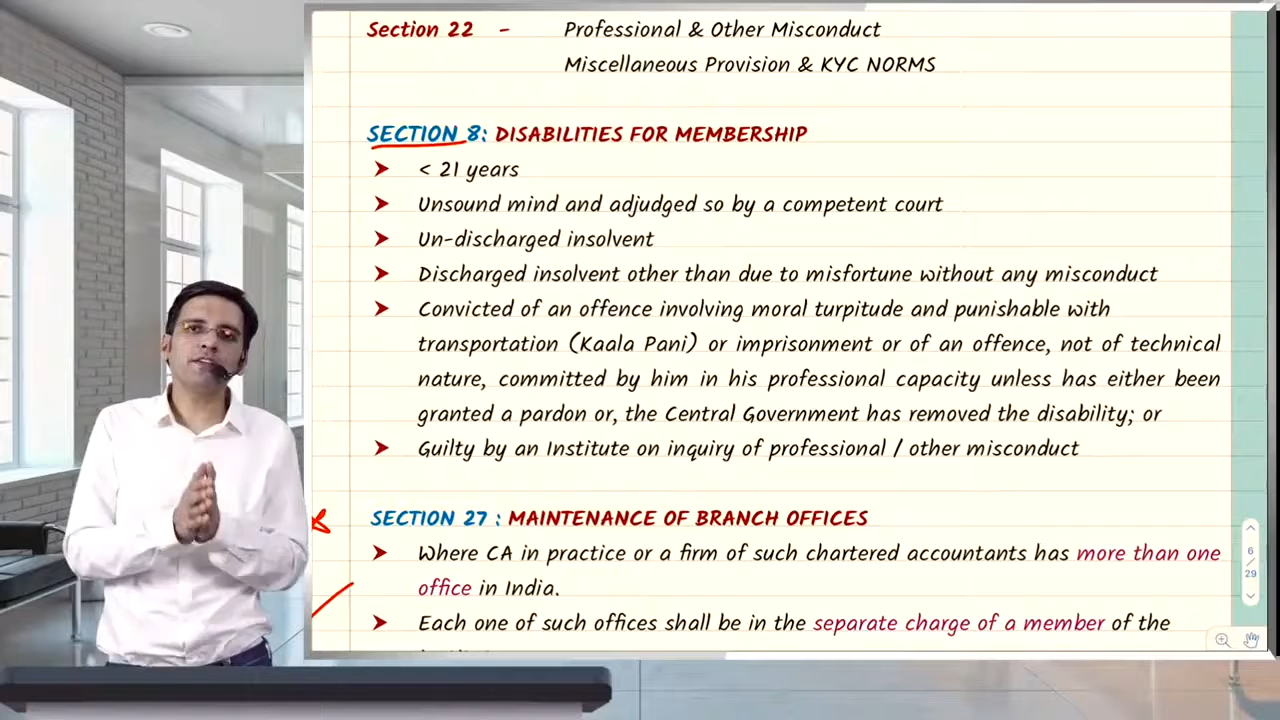 Section 22 - Professional & Other Misconduct
Miscellaneous Provision & KYC NORMS
SECTION 8: DISABILITIES FOR MEMBERSHIP
➤ < 21 years
➤ Unsound mind and adjudged so by a competent court
➤ Un-discharged insolvent
➤ Discharged insolvent other than due to misfortune without any misconduct
➤ Convicted of an offence involving moral turpitude and punishable with
transportation (Kaala Pani) or imprisonment or of an offence, not of technical
nature, committed by him in his professional capacity unless has either been
granted a pardon or, the Central Government has removed the disability; or
➤ Guilty by an Institute on inquiry of professional / other misconduct
SECTION 27 : MAINTENANCE OF BRANCH OFFICES
➤ Where CA in practice or a firm of such chartered accountants has more than one
office in India.
➤ Each one of such offices shall be in the separate charge of a member of the
6
/
29